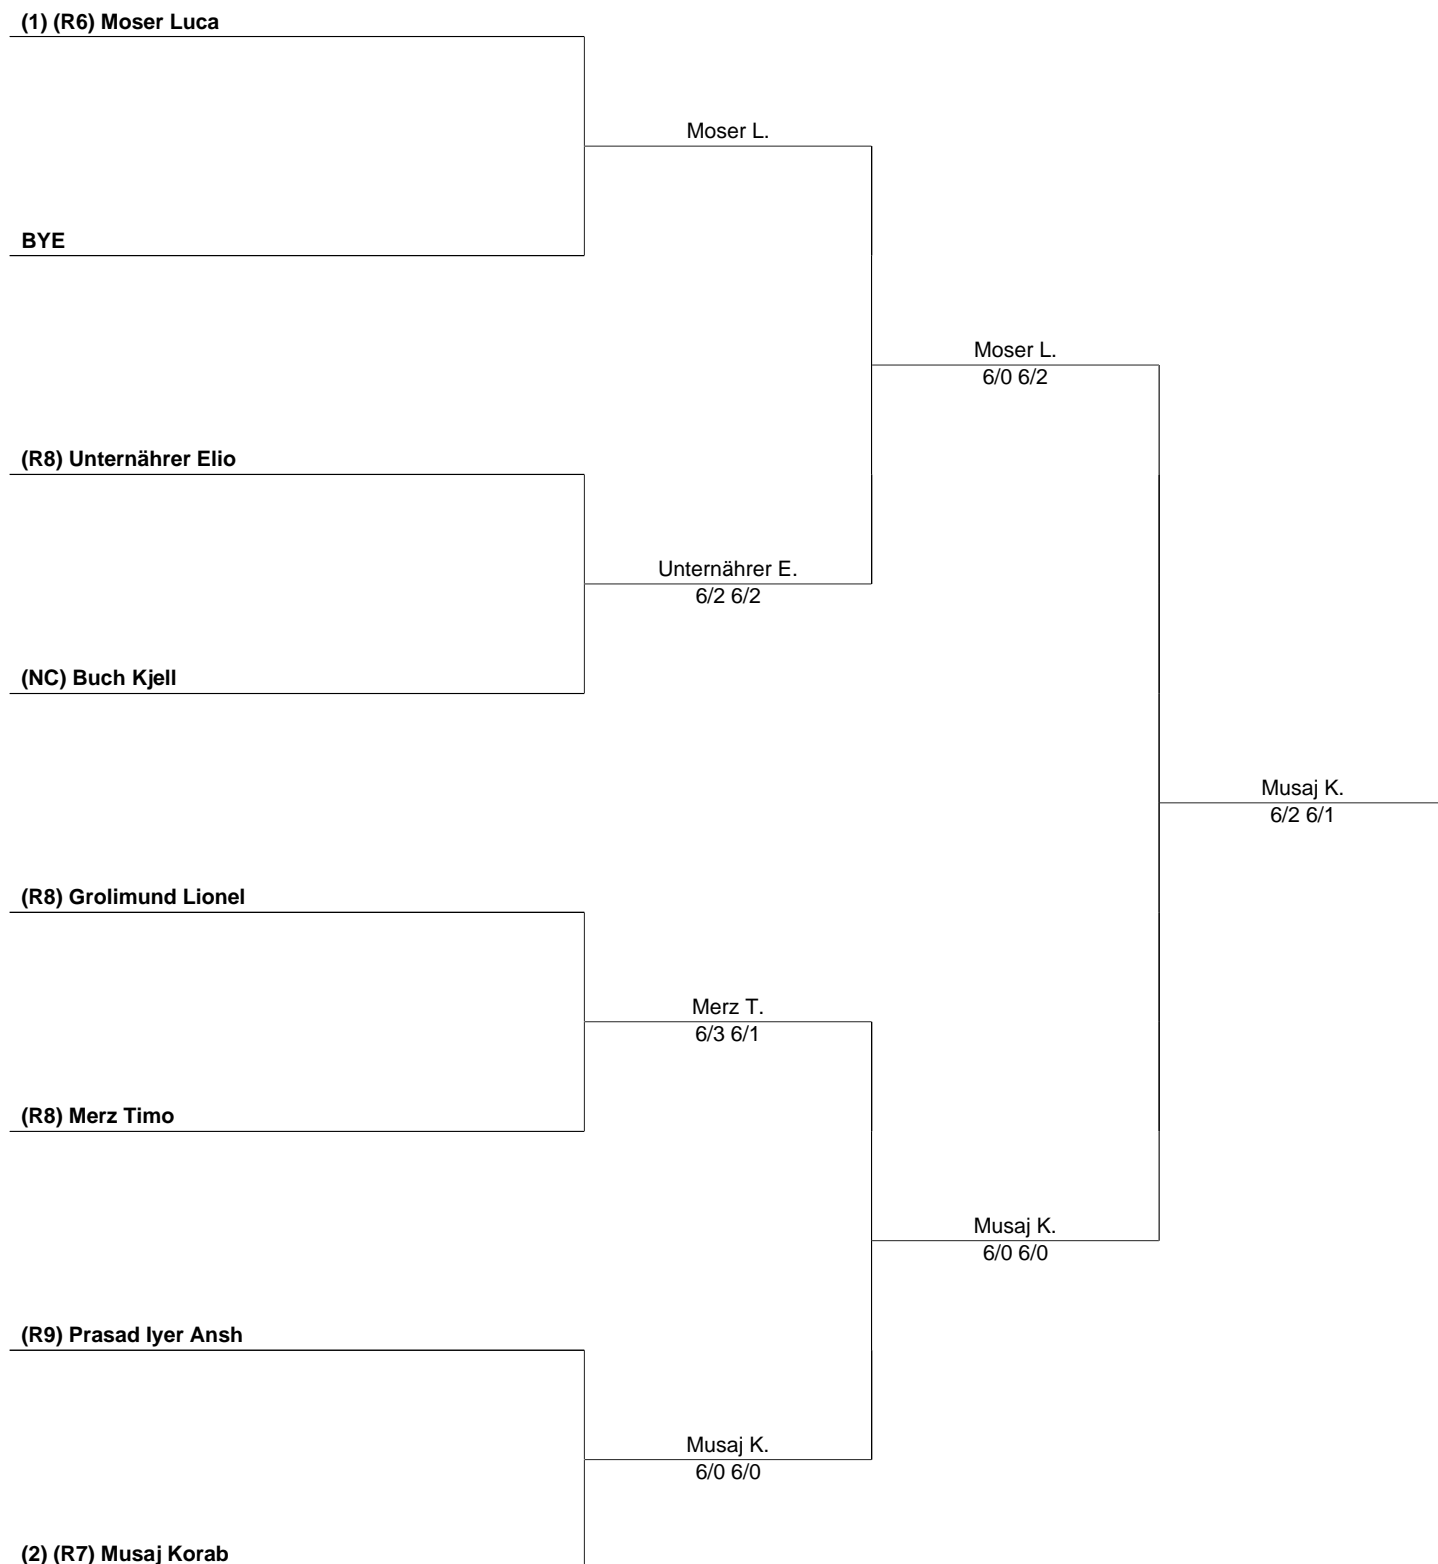 (1) (R6) Moser Luca
Moser L.
BYE
Moser L.
6/0 6/2
(R8) Unternährer Elio
Unternährer E.
6/2 6/2
(NC) Buch Kjell
Musaj K.
6/2 6/1
(R8) Grolimund Lionel
Merz T.
6/3 6/1
(R8) Merz Timo
Musaj K.
6/0 6/0
(R9) Prasad Iyer Ansh
Musaj K.
6/0 6/0
(2) (R7) Musaj Korab